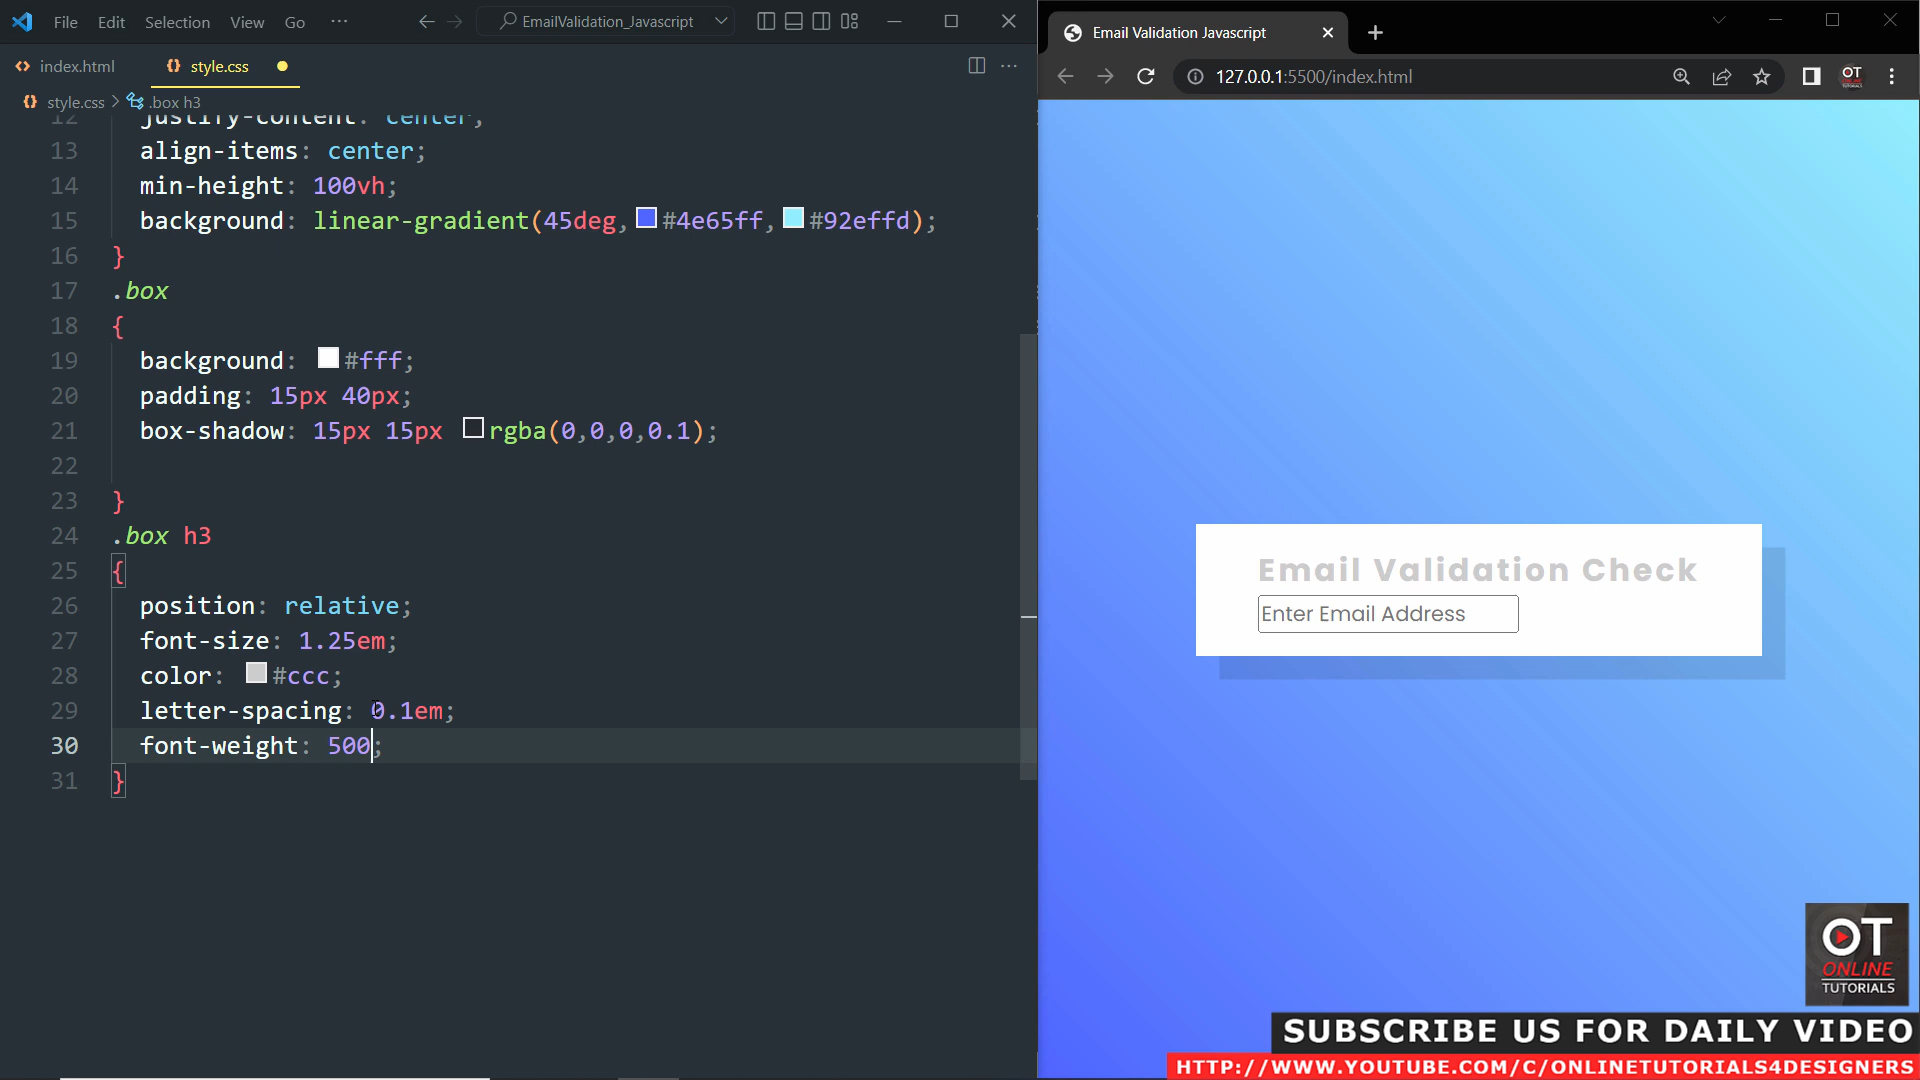 File Edit Selection View Go ··· EmailValidation_Javascript
index.html style.css
style.css > .box h3
12 justify-content: center;
13 align-items: center;
14 min-height: 100vh;
15 background: linear-gradient(45deg,#4e65ff,#92effd);
16 }
17 .box
18 {
19 background: #fff;
20 padding: 15px 40px;
21 box-shadow: 15px 15px rgba(0,0,0,0.1);
22
23 }
24 .box h3
25 {
26 position: relative;
27 font-size: 1.25em;
28 color: #ccc;
29 letter-spacing: 0.1em;
30 font-weight: 500;
31 }
Email Validation Javascript
127.0.0.1:5500/index.html
Email Validation Check
Enter Email Address
OT
ONLINE
TUTORIALS
SUBSCRIBE US FOR DAILY VIDEO
HTTP://WWW.YOUTUBE.COM/C/ONLINETUTORIALS4DESIGNERS